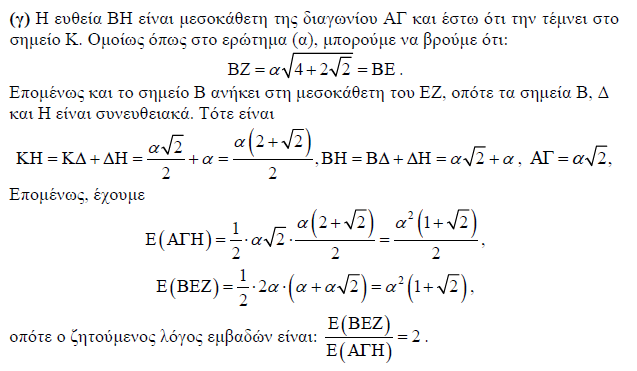 (γ) Η ευθεία ΒΗ είναι μεσοκάθετη της διαγωνίου ΑΓ και έστω ότι την τέμνει στο
σημείο Κ. Ομοίως όπως στο ερώτημα (α), μπορούμε να βρούμε ότι:
ΒΖ = α√(4+2√2) = ΒΕ .
Επομένως και το σημείο Β ανήκει στη μεσοκάθετη του ΕΖ, οπότε τα σημεία Β, Δ
και Η είναι συνευθειακά. Τότε είναι
ΚΗ = ΚΔ + ΔΗ = α√2/2 + α = α(2+√2)/2, ΒΗ = ΒΔ + ΔΗ = α√2 + α, ΑΓ = α√2,
Επομένως, έχουμε
Ε(ΑΓΗ) = 1/2 · α√2 · α(2+√2)/2 = α²(1+√2)/2,
Ε(ΒΕΖ) = 1/2 · 2α · (α + α√2) = α²(1+√2),
οπότε ο ζητούμενος λόγος εμβαδών είναι: Ε(ΒΕΖ)/Ε(ΑΓΗ) = 2 .